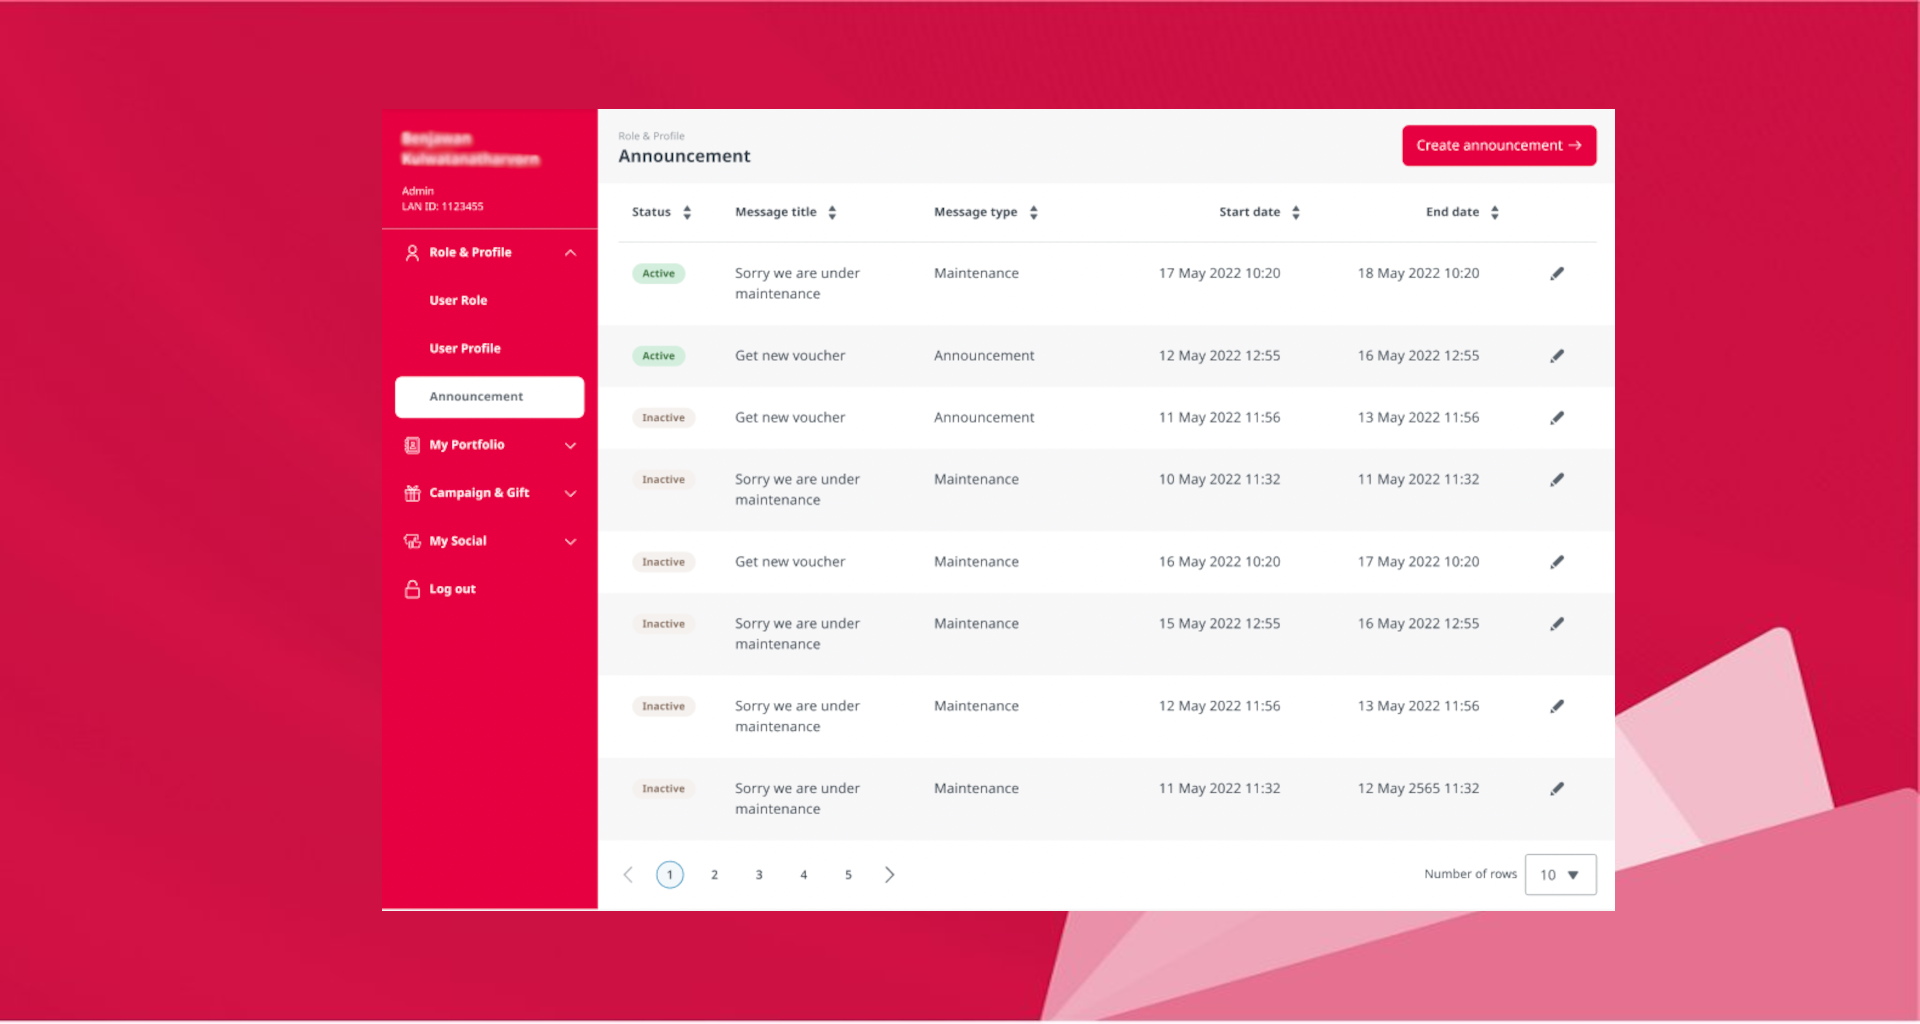 Admin
LAN ID: 1123455
Role & Profile
User Role
User Profile
Announcement
My Portfolio
Campaign & Gift
My Social
Log out
Role & Profile
Announcement
Create announcement →
Status Message title Message type Start date End date
Active Sorry we are under Maintenance 17 May 2022 10:20 18 May 2022 10:20
maintenance
Active Get new voucher Announcement 12 May 2022 12:55 16 May 2022 12:55
Inactive Get new voucher Announcement 11 May 2022 11:56 13 May 2022 11:56
Inactive Sorry we are under Maintenance 10 May 2022 11:32 11 May 2022 11:32
maintenance
Inactive Get new voucher Maintenance 16 May 2022 10:20 17 May 2022 10:20
Inactive Sorry we are under Maintenance 15 May 2022 12:55 16 May 2022 12:55
maintenance
Inactive Sorry we are under Maintenance 12 May 2022 11:56 13 May 2022 11:56
maintenance
Inactive Sorry we are under Maintenance 11 May 2022 11:32 12 May 2565 11:32
maintenance
1 2 3 4 5 Number of rows 10